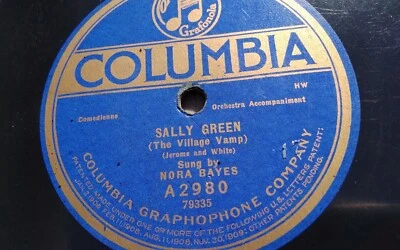 Grafonola
COLUMBIA
HW
Comedienne
Orchestra Accompaniment
SALLY GREEN
(The Village Vamp)
(Jerome and White)
Sung by
NORA BAYES
A2980
79335
COLUMBIA GRAPHOPHONE COMPANY